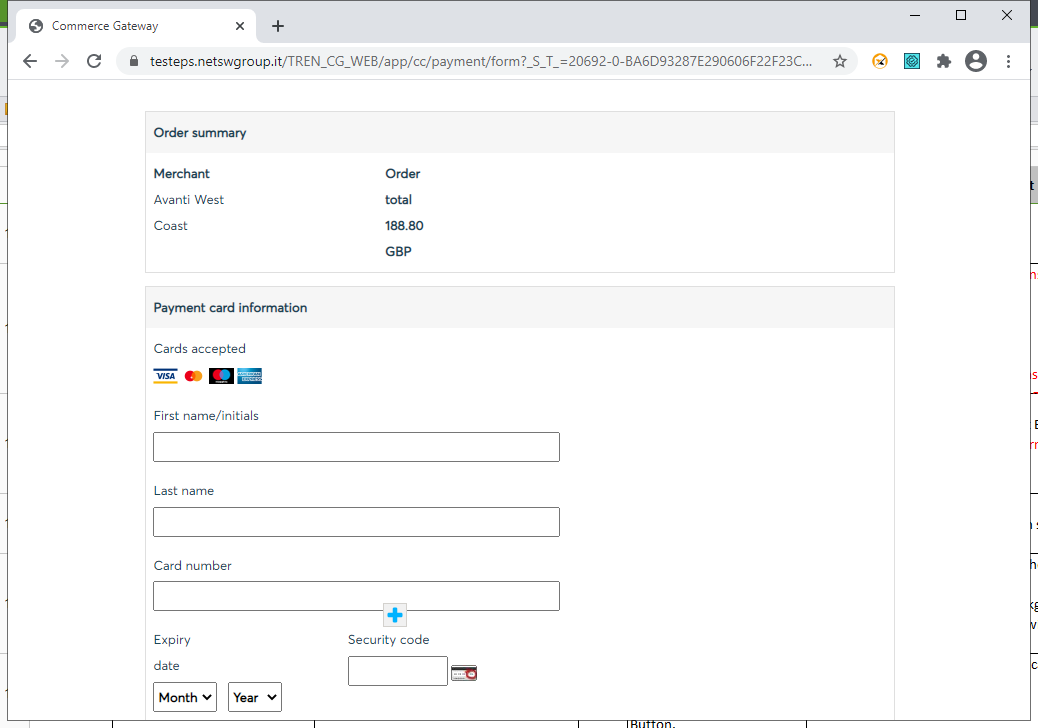 Commerce Gateway
testeps.netswgroup.it/TREN_CG_WEB/app/cc/payment/form?_S_T_=20692-0-BA6D93287E290606F22F23C...
Order summary
Merchant
Order
Avanti West
total
Coast
188.80
GBP
Payment card information
Cards accepted
VISA
First name/initials
Last name
Card number
Expiry
Security code
date
Month
Year
Button.